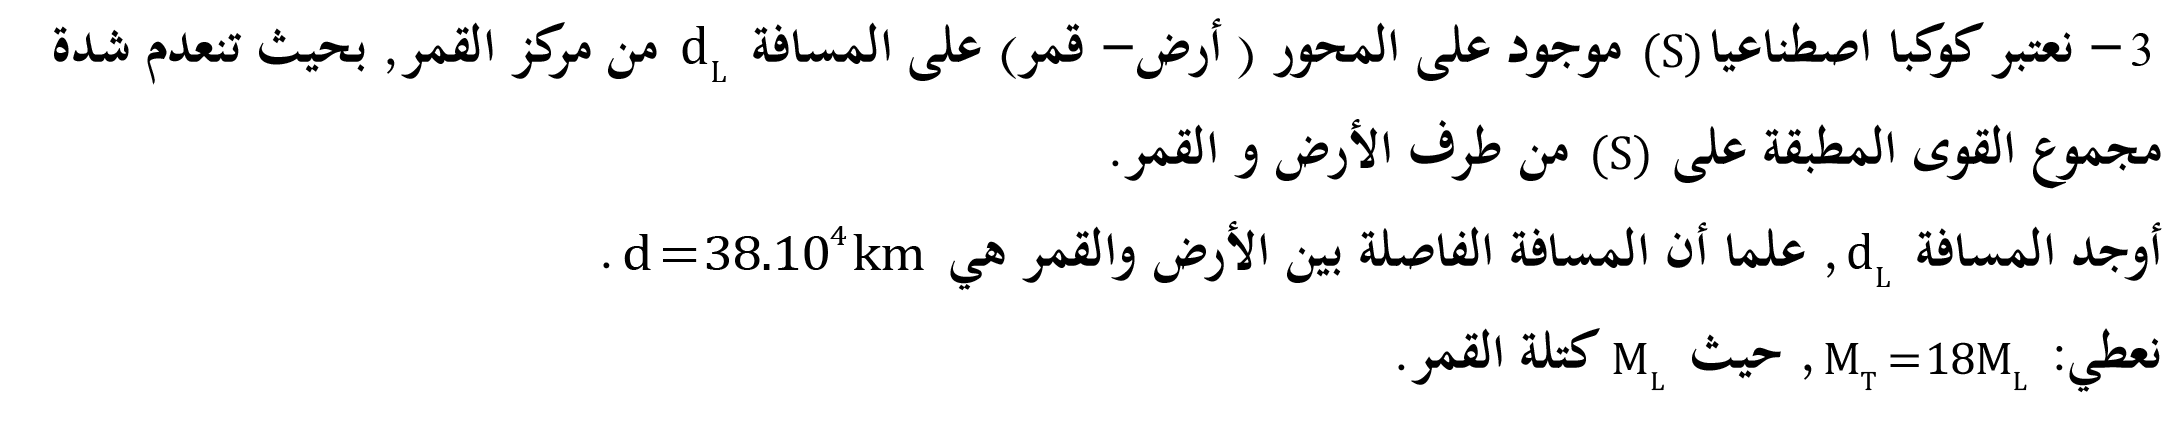 3 – نعتبر كوكبا اصطناعيا (S) موجود على المحور ( أرض – قمر) على المسافة d_L من مركز القمر , بحيث تنعدم شدة
مجموع القوى المطبقة على (S) من طرف الأرض و القمر .
أوجد المسافة d_L , علما أن المسافة الفاصلة بين الأرض والقمر هي d=38.10⁴km .
نعطي: M_T=18M_L , حيث M_L كتلة القمر .